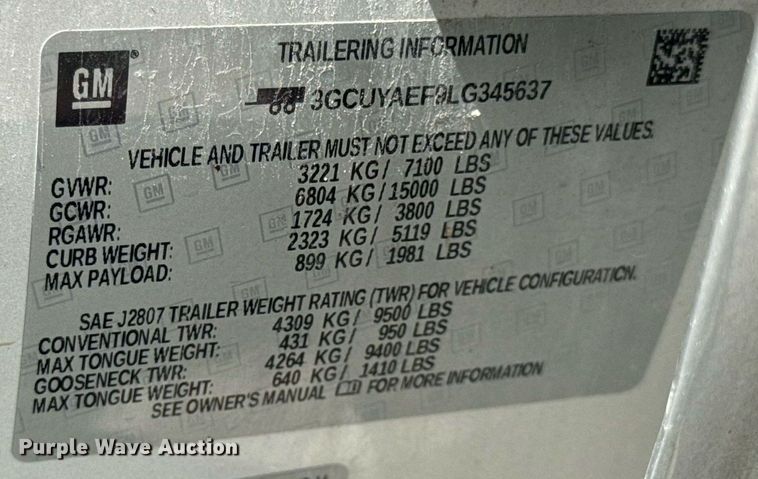 GM
TRAILERING INFORMATION
3GCUYAEF9LG345637
VEHICLE AND TRAILER MUST NOT EXCEED ANY OF THESE VALUES.
GVWR: 3221 KG/ 7100 LBS
GCWR: 6804 KG/15000 LBS
RGAWR: 1724 KG/ 3800 LBS
CURB WEIGHT: 2323 KG/ 5119 LBS
MAX PAYLOAD: 899 KG/ 1981 LBS
SAE J2807 TRAILER WEIGHT RATING (TWR) FOR VEHICLE CONFIGURATION.
CONVENTIONAL TWR: 4309 KG/ 9500 LBS
MAX TONGUE WEIGHT: 431 KG/ 950 LBS
GOOSENECK TWR: 4264 KG/ 9400 LBS
MAX TONGUE WEIGHT: 640 KG/ 1410 LBS
SEE OWNER'S MANUAL FOR MORE INFORMATION
Purple Wave Auction